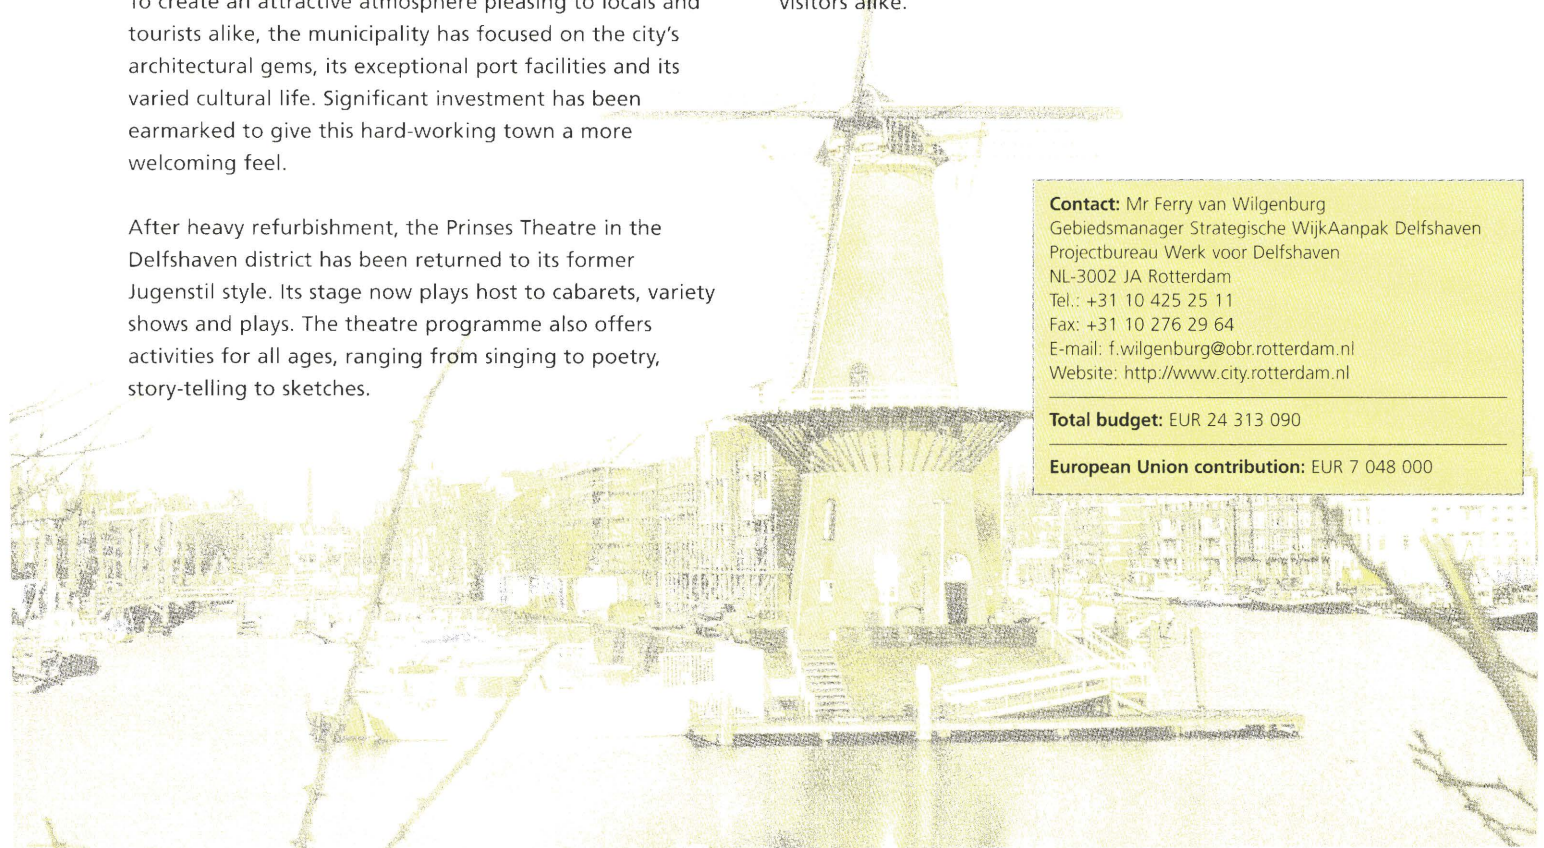 To create an attractive atmosphere pleasing to locals and
tourists alike, the municipality has focused on the city's
architectural gems, its exceptional port facilities and its
varied cultural life. Significant investment has been
earmarked to give this hard-working town a more
welcoming feel.

After heavy refurbishment, the Prinses Theatre in the
Delfshaven district has been returned to its former
Jugenstil style. Its stage now plays host to cabarets, variety
shows and plays. The theatre programme also offers
activities for all ages, ranging from singing to poetry,
story-telling to sketches.

visitors alike.

Contact: Mr Ferry van Wilgenburg
Gebiedsmanager Strategische WijkAanpak Delfshaven
Projectbureau Werk voor Delfshaven
NL-3002 JA Rotterdam
Tel.: +31 10 425 25 11
Fax: +31 10 276 29 64
E-mail: f.wilgenburg@obr.rotterdam.nl
Website: http://www.city.rotterdam.nl
Total budget: EUR 24 313 090
European Union contribution: EUR 7 048 000